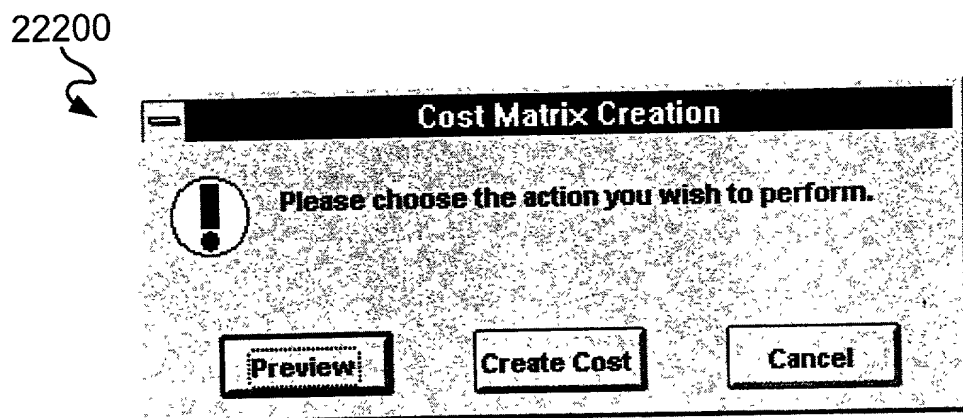 22200
Cost Matrix Creation
Please choose the action you wish to perform.
Preview Create Cost Cancel